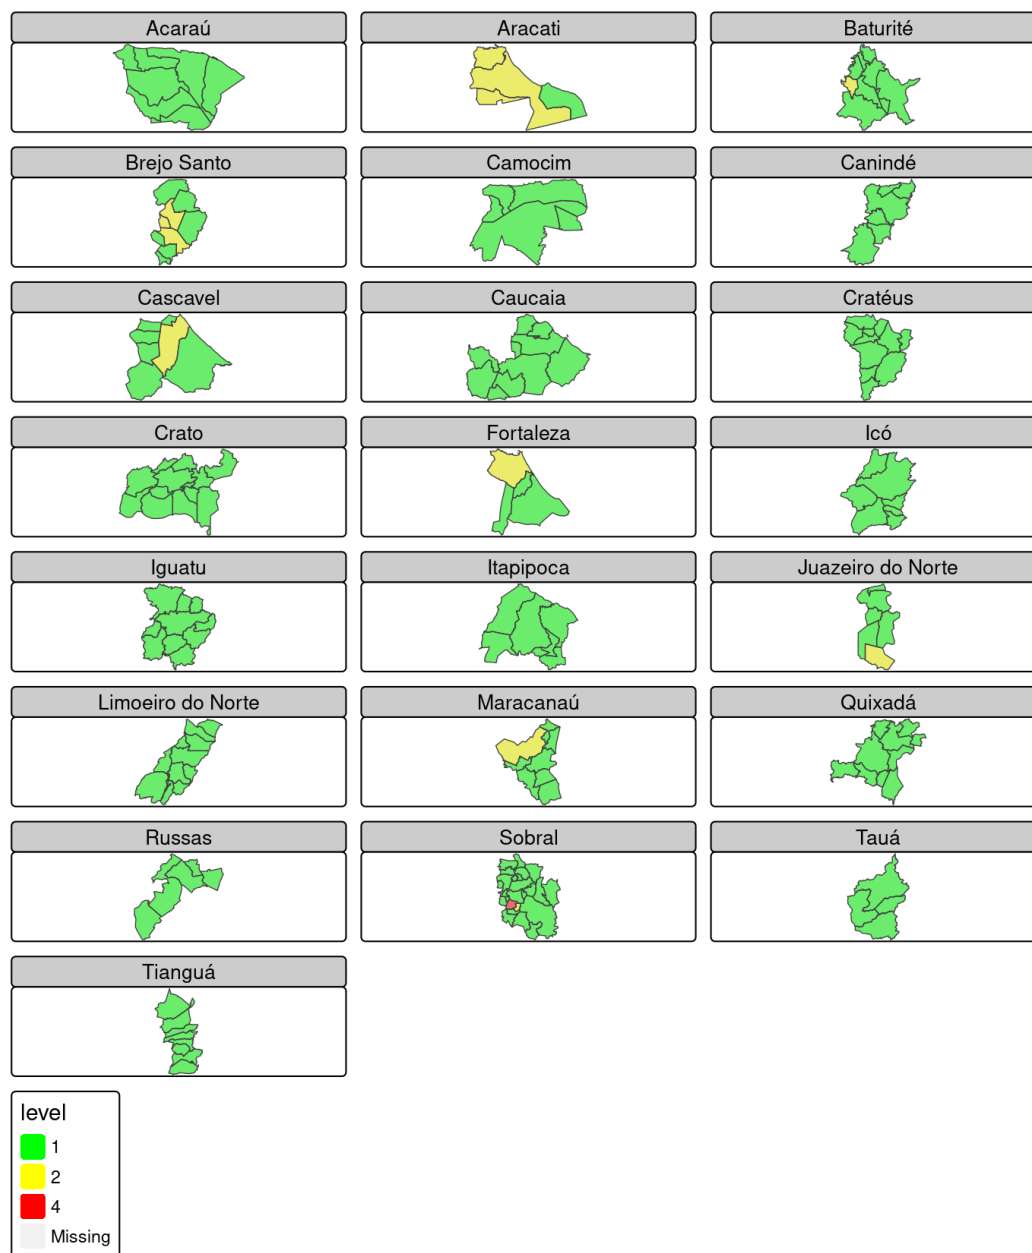 Acaraú
Aracati
Baturité
Brejo Santo
Camocim
Canindé
Cascavel
Caucaia
Cratéus
Crato
Fortaleza
Icó
Iguatu
Itapipoca
Juazeiro do Norte
Limoeiro do Norte
Maracanaú
Quixadá
Russas
Sobral
Tauá
Tianguá
level
1
2
4
Missing